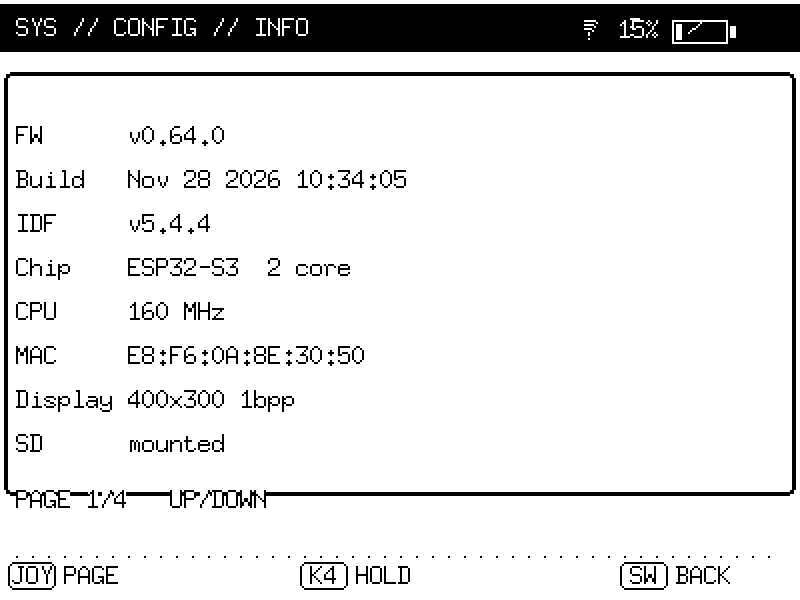 SYS // CONFIG // INFO 15%
FW v0.64.0
Build Nov 28 2026 10:34:05
IDF v5.4.4
Chip ESP32-S3 2 core
CPU 160 MHz
MAC E8:F6:0A:8E:30:50
Display 400x300 1bpp
SD mounted
PAGE 1/4 UP/DOWN
JOY PAGE K4 HOLD SW BACK